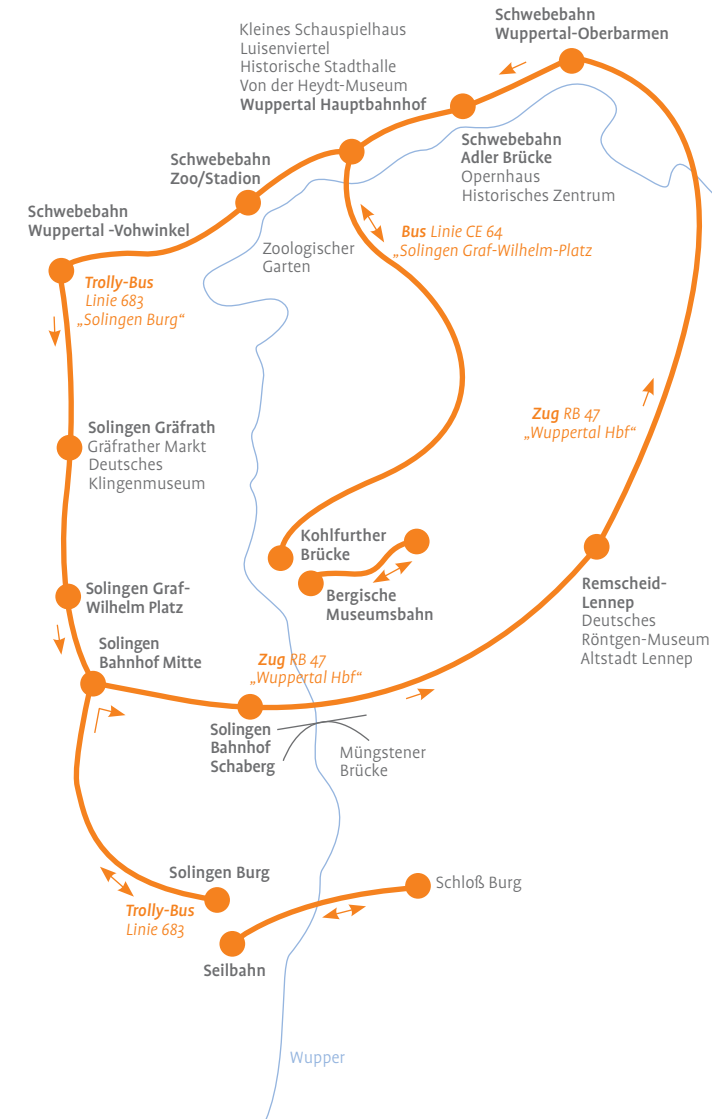 Schwebebahn
Wuppertal-Oberbarmen
Kleines Schauspielhaus
Luisenviertel
Historische Stadthalle
Von der Heydt-Museum
Wuppertal Hauptbahnhof
Schwebebahn
Adler Brücke
Opernhaus
Historisches Zentrum
Schwebebahn
Zoo/Stadion
Schwebebahn
Wuppertal -Vohwinkel
Bus Linie CE 64
„Solingen Graf-Wilhelm-Platz
Zoologischer
Garten
Trolly-Bus
Linie 683
„Solingen Burg“
Zug RB 47
„Wuppertal Hbf“
Solingen Gräfrath
Gräfrather Markt
Deutsches
Klingenmuseum
Kohlfurther
Brücke
Bergische
Museumsbahn
Solingen Graf-
Wilhelm Platz
Remscheid-
Lennep
Deutsches
Röntgen-Museum
Altstadt Lennep
Solingen
Bahnhof Mitte
Zug RB 47
„Wuppertal Hbf“
Solingen
Bahnhof
Schaberg
Müngstener
Brücke
Solingen Burg
Schloß Burg
Trolly-Bus
Linie 683
Seilbahn
Wupper